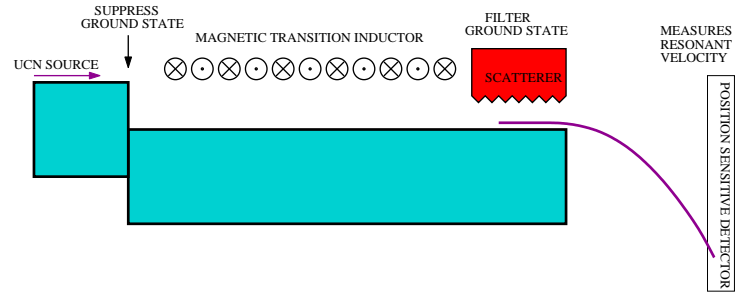 SUPPRESS
GROUND STATE
UCN SOURCE
MAGNETIC TRANSITION INDUCTOR
FILTER
GROUND STATE
SCATTERER
MEASURES
RESONANT
VELOCITY
POSITION SENSITIVE DETECTOR